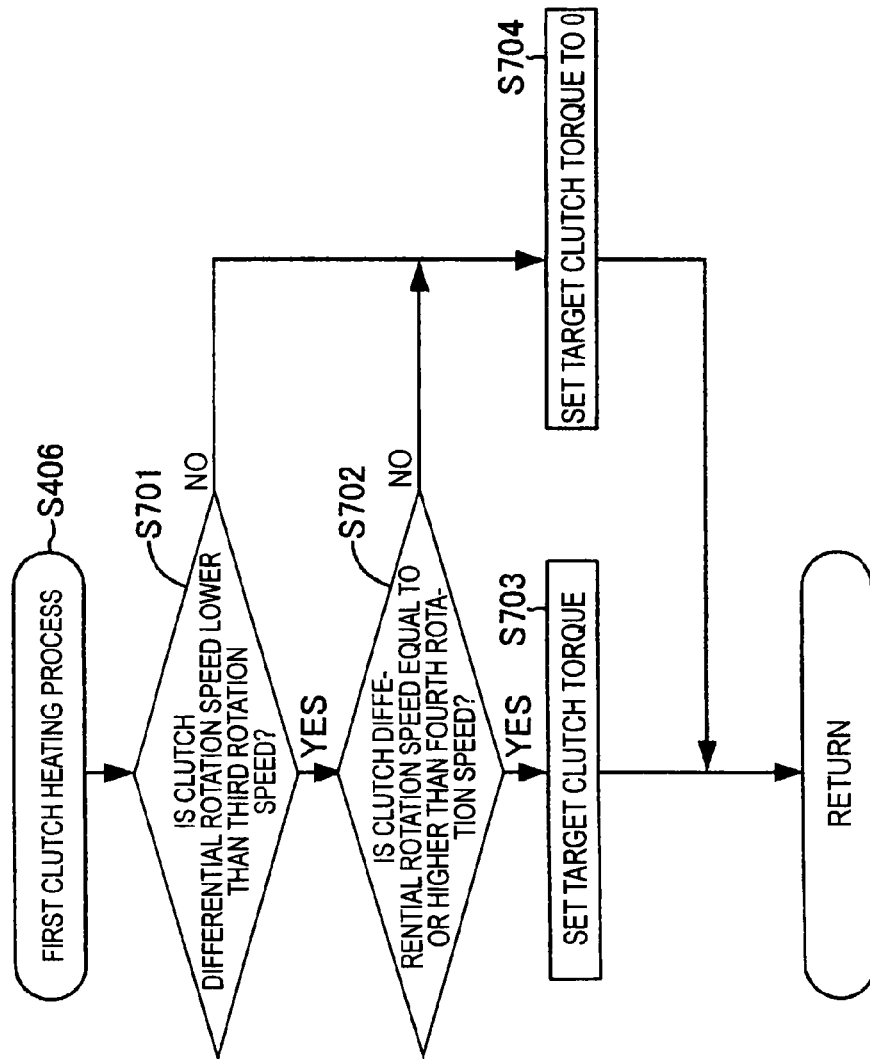 FIRST CLUTCH HEATING PROCESS
S406
S701
IS CLUTCH
DIFFERENTIAL ROTATION SPEED LOWER
THAN THIRD ROTATION
SPEED?
NO
YES
S702
IS CLUTCH DIFFE-
RENTIAL ROTATION SPEED EQUAL TO
OR HIGHER THAN FOURTH ROTA-
TION SPEED?
NO
YES
S703
SET TARGET CLUTCH TORQUE
S704
SET TARGET CLUTCH TORQUE TO 0
RETURN